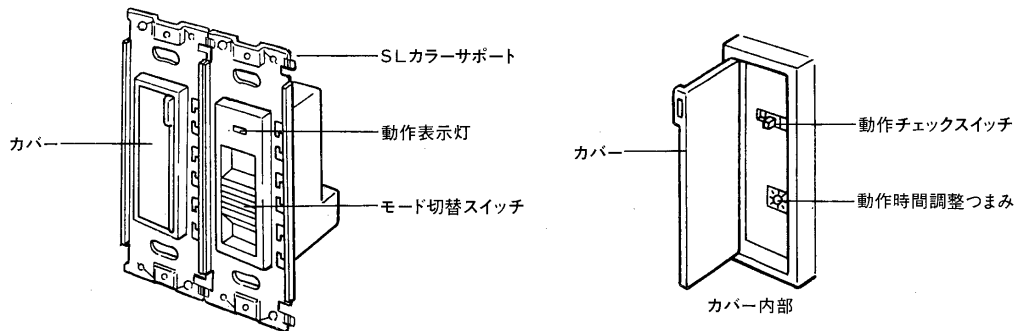 SLカラーサポート
動作表示灯
カバー
モード切替スイッチ
動作チェックスイッチ
カバー
動作時間調整つまみ
カバー内部